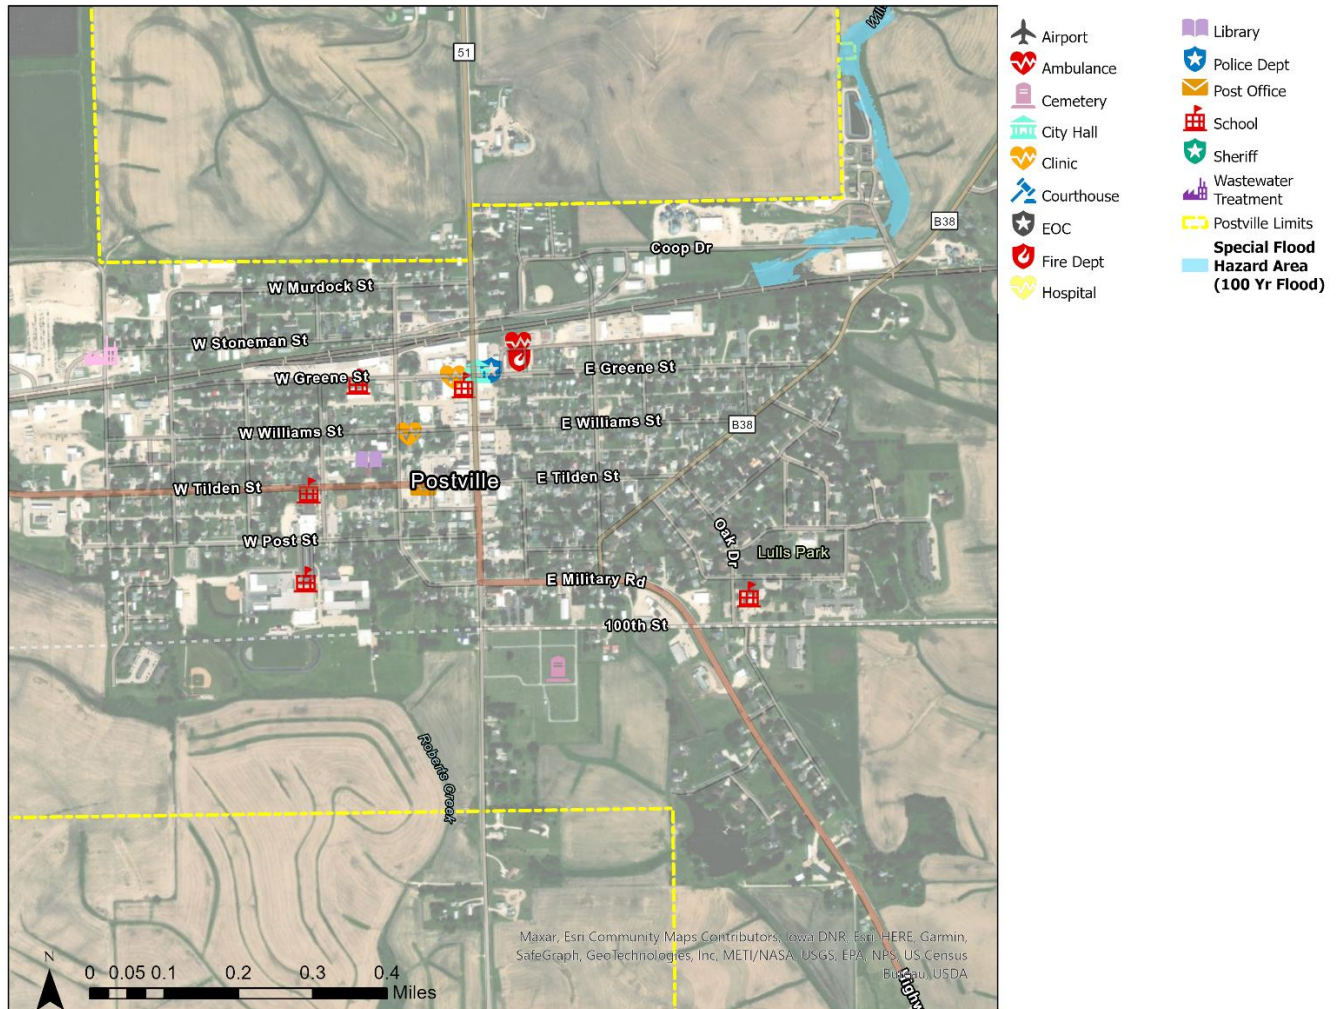 51
Will
B38
Coop Dr
W Murdock St
W Stoneman St
W Greene St
E Greene St
W Williams St
E Williams St
B38
W Tilden St
Postville
E Tilden St
W Post St
Oak Dr
Lulls Park
E Military Rd
100th St
Roberts Creek
Highw
N
0 0.05 0.1 0.2 0.3 0.4
Miles
Maxar, Esri Community Maps Contributors, Iowa DNR, Esri, HERE, Garmin,
SafeGraph, GeoTechnologies, Inc, METI/NASA, USGS, EPA, NPS, US Census
Bureau, USDA
Airport
Ambulance
Cemetery
City Hall
Clinic
Courthouse
EOC
Fire Dept
Hospital
Library
Police Dept
Post Office
School
Sheriff
Wastewater
Treatment
Postville Limits
Special Flood
Hazard Area
(100 Yr Flood)